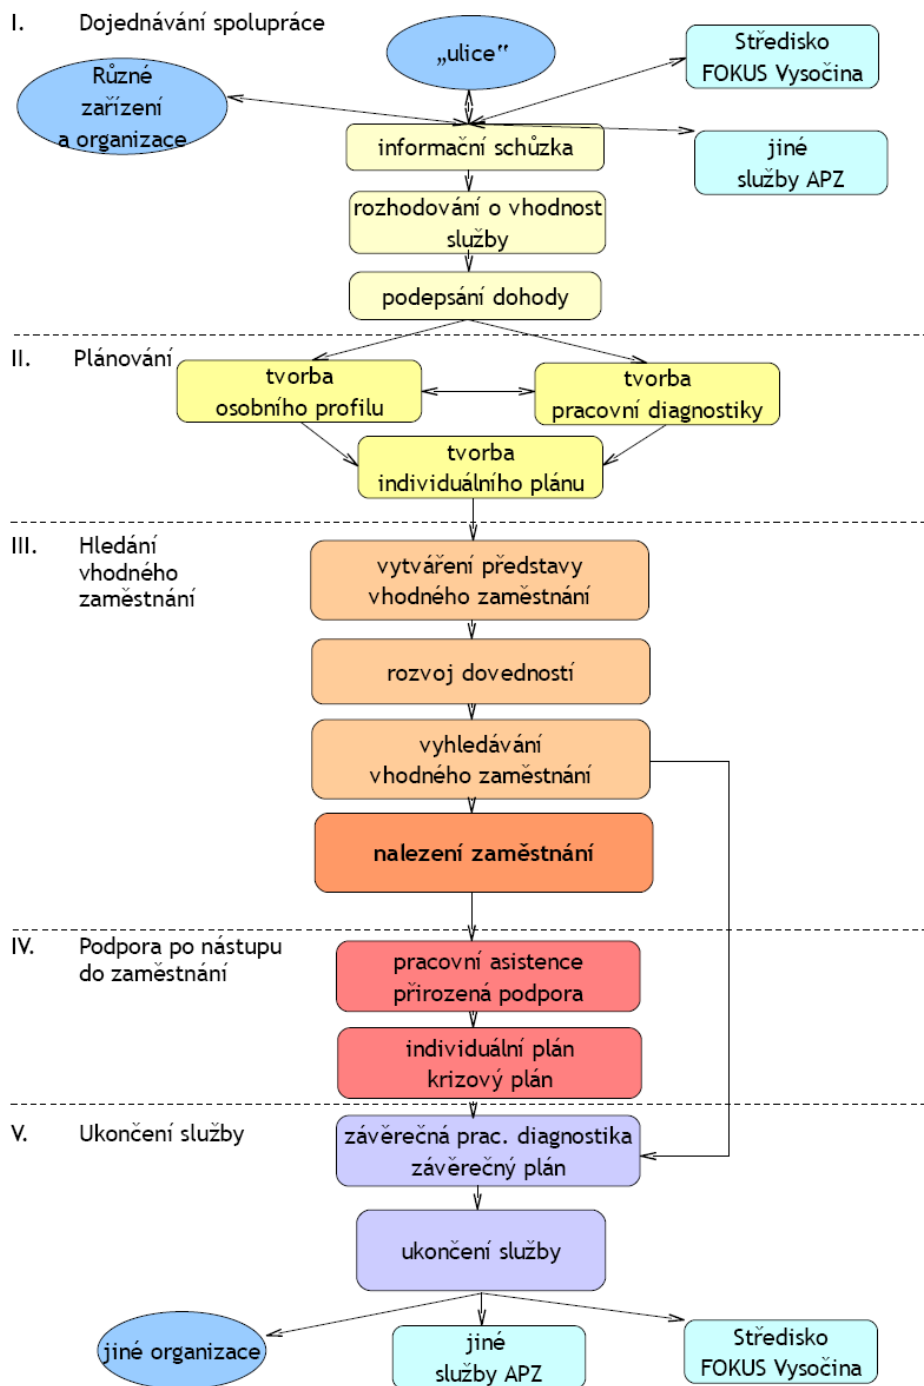 I. Dojednávání spolupráce
„ulice“
Středisko
FOKUS Vysočina
Různé
zařízení
a organizace
informační schůzka
jiné
služby APZ
rozhodování o vhodnost
služby
podepsání dohody
II. Plánování
tvorba
osobního profilu
tvorba
pracovní diagnostiky
tvorba
individuálního plánu
III. Hledání
vhodného
zaměstnání
vytváření představy
vhodného zaměstnání
rozvoj dovedností
vyhledávání
vhodného zaměstnání
nalezení zaměstnání
IV. Podpora po nástupu
do zaměstnání
pracovní asistence
přirozená podpora
individuální plán
krizový plán
V. Ukončení služby
závěrečná prac. diagnostika
závěrečný plán
ukončení služby
jiné organizace
jiné
služby APZ
Středisko
FOKUS Vysočina